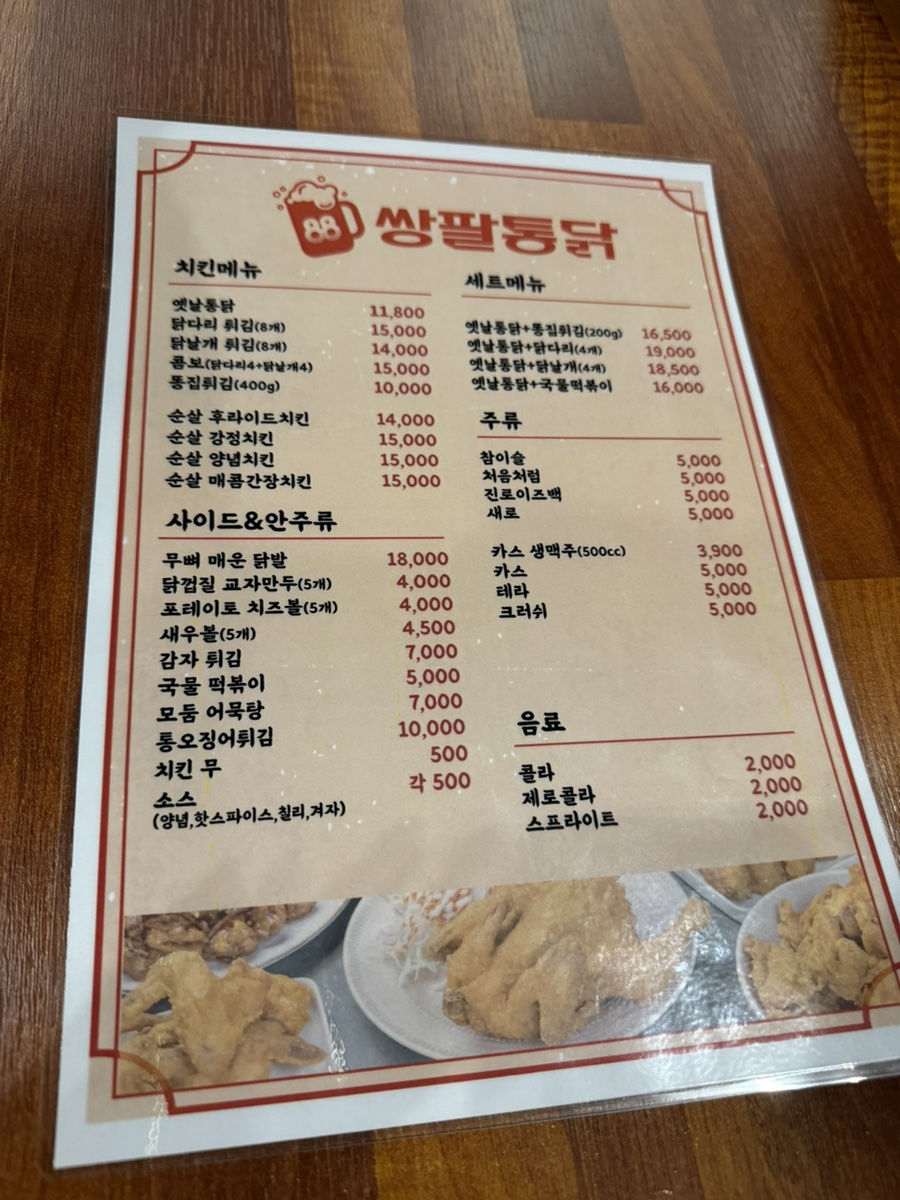 88 쌍팔통닭
치킨메뉴
옛날통닭 11,800
닭다리 튀김(8개) 15,000
닭날개 튀김(8개) 14,000
콤보(닭다리4+닭날개4) 15,000
똥집튀김(400g) 10,000
순살 후라이드치킨 14,000
순살 강정치킨 15,000
순살 양념치킨 15,000
순살 매콤간장치킨 15,000
사이드&안주류
무뼈 매운 닭발 18,000
닭껍질 교자만두(5개) 4,000
포테이토 치즈볼(5개) 4,000
새우볼(5개) 4,500
감자 튀김 7,000
국물 떡볶이 5,000
모둠 어묵탕 7,000
통오징어튀김 10,000
치킨 무 500
소스 각 500
(양념,핫스파이스,칠리,겨자)
세트메뉴
옛날통닭+똥집튀김(200g) 16,500
옛날통닭+닭다리(4개) 19,000
옛날통닭+닭날개(4개) 18,500
옛날통닭+국물떡볶이 16,000
주류
참이슬 5,000
처음처럼 5,000
진로이즈백 5,000
새로 5,000
카스 생맥주(500cc) 3,900
카스 5,000
테라 5,000
크러쉬 5,000
음료
콜라 2,000
제로콜라 2,000
스프라이트 2,000